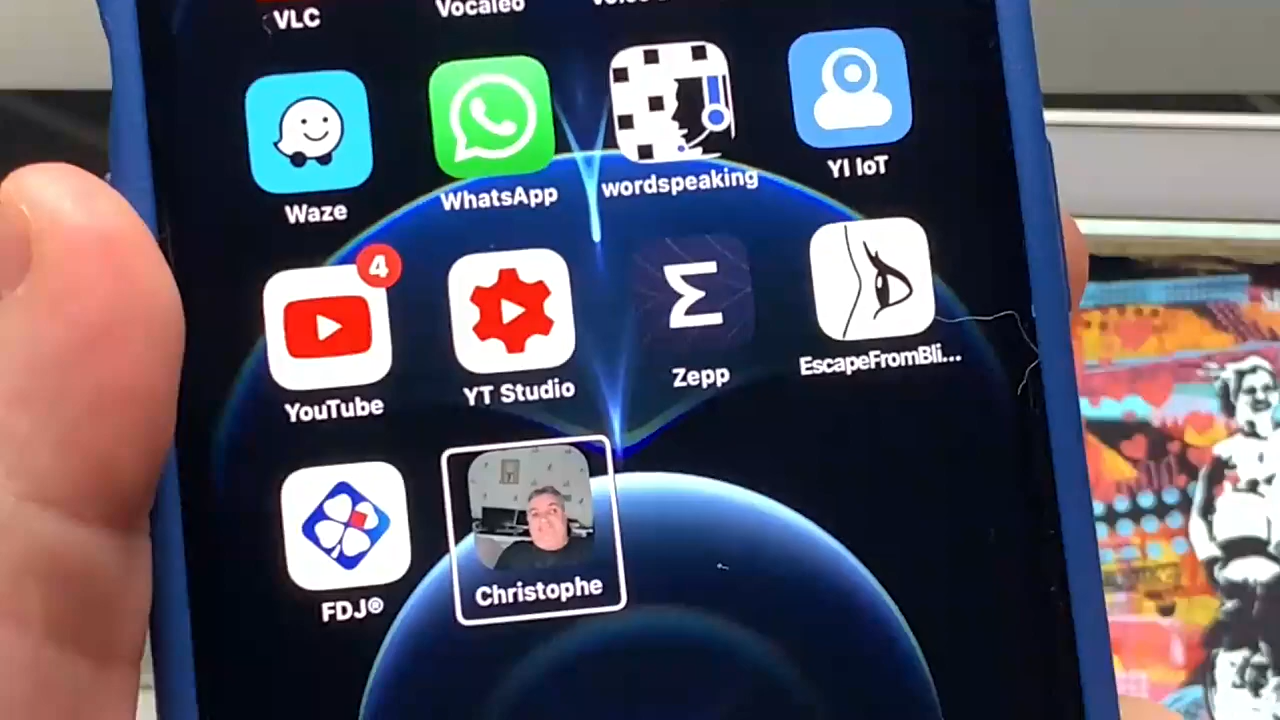 VLC
Vocaleo
Waze
WhatsApp
wordspeaking
YI IoT
4
YouTube
YT Studio
Zepp
EscapeFromBli...
FDJ®
Christophe